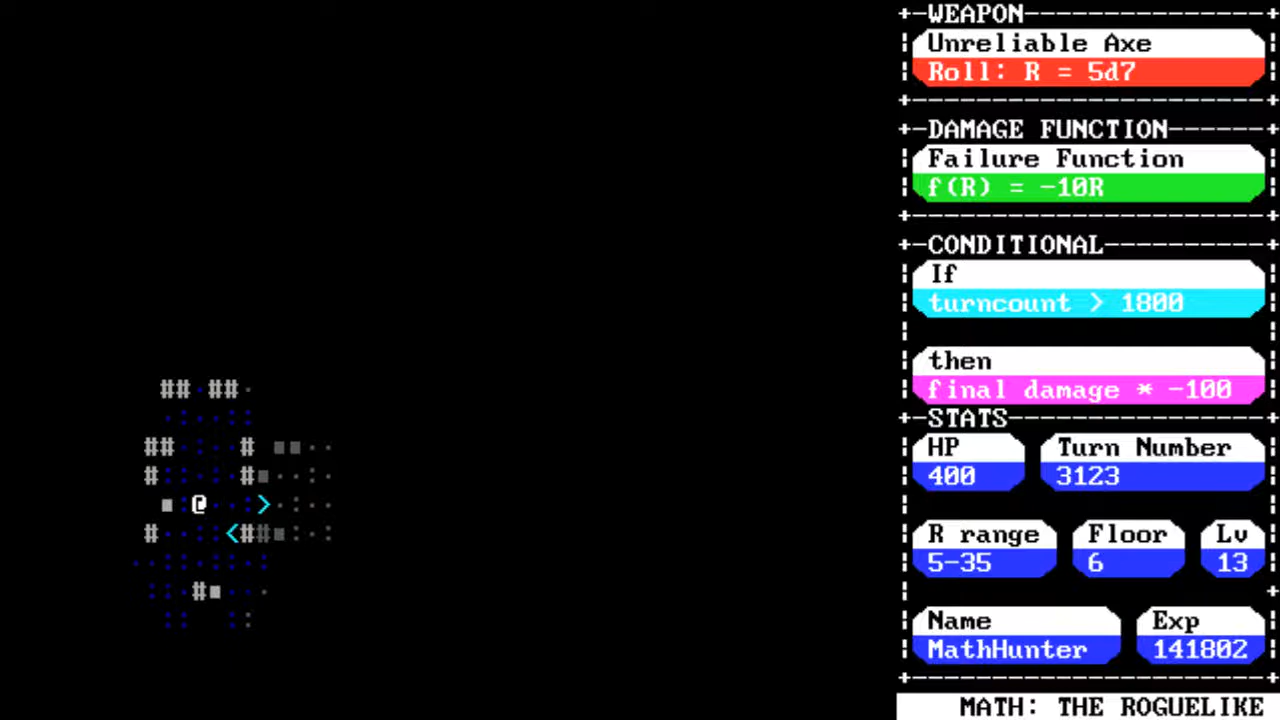 WEAPON
Unreliable Axe
Roll: R = 5d7
DAMAGE FUNCTION
Failure Function
f(R) = -10R
CONDITIONAL
If
turncount > 1800
then
final damage * -100
STATS
HP Turn Number
400 3123
R range Floor Lv
5-35 6 13
Name Exp
MathHunter 141802
MATH: THE ROGUELIKE